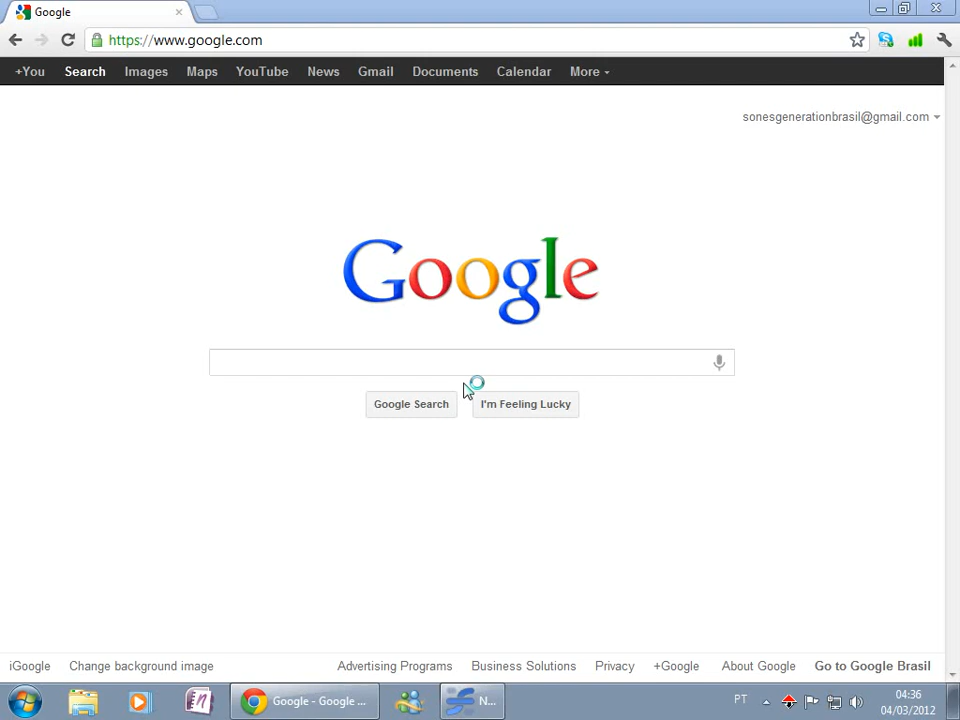 Google
https://www.google.com
+You Search Images Maps YouTube News Gmail Documents Calendar More
sonesgenerationbrasil@gmail.com
Google
Google Search I'm Feeling Lucky
iGoogle Change background image Advertising Programs Business Solutions Privacy +Google About Google Go to Google Brasil
Google - Google ... N... PT 04:36
04/03/2012